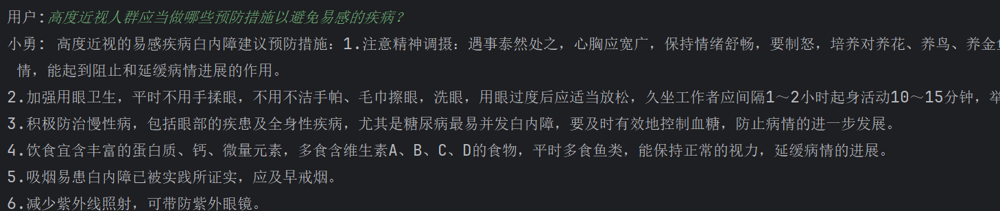 用户:高度近视人群应当做哪些预防措施以避免易感的疾病?
小勇: 高度近视的易感疾病白内障建议预防措施：1.注意精神调摄：遇事泰然处之，心胸应宽广，保持情绪舒畅，要制怒，培养对养花、养鸟、养金
情，能起到阻止和延缓病情进展的作用。
2.加强用眼卫生，平时不用手揉眼，不用不洁手帕、毛巾擦眼，洗眼，用眼过度后应适当放松，久坐工作者应间隔1～2小时起身活动10～15分钟，举
3.积极防治慢性病，包括眼部的疾患及全身性疾病，尤其是糖尿病最易并发白内障，要及时有效地控制血糖，防止病情的进一步发展。
4.饮食宜含丰富的蛋白质、钙、微量元素，多食含维生素A、B、C、D的食物，平时多食鱼类，能保持正常的视力，延缓病情的进展。
5.吸烟易患白内障已被实践所证实，应及早戒烟。
6.减少紫外线照射，可带防紫外眼镜。